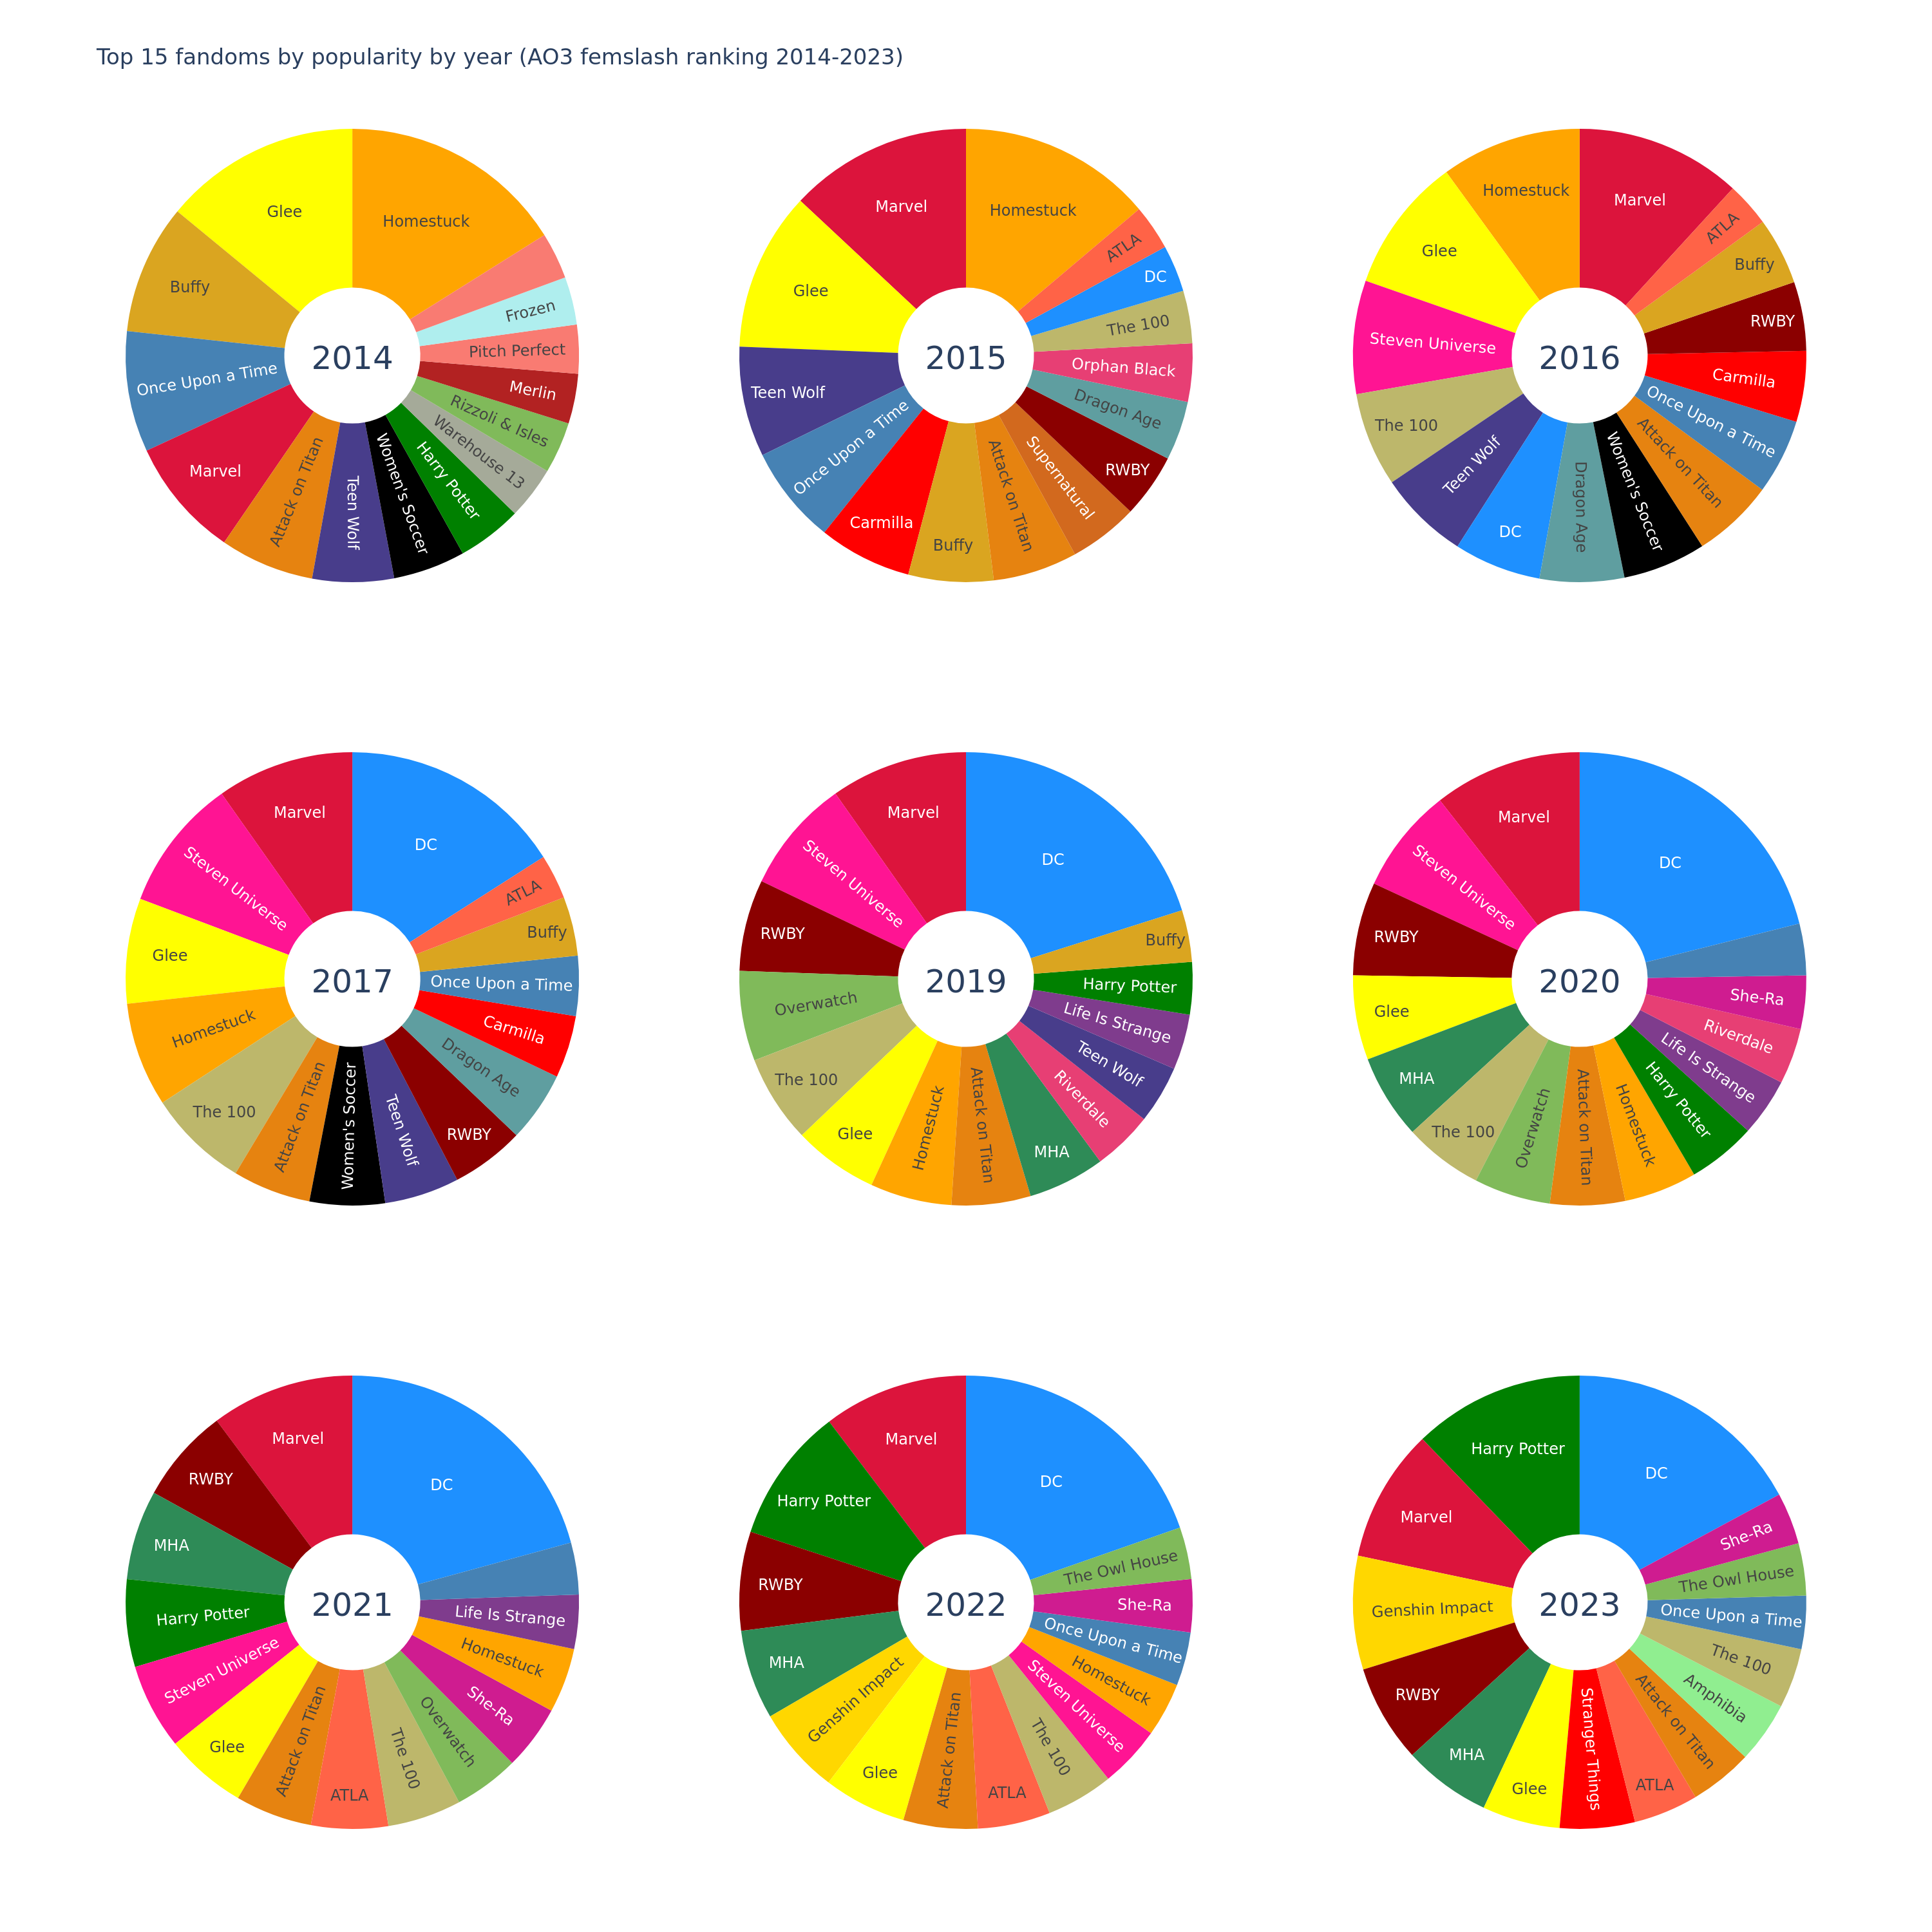 Top 15 fandoms by popularity by year (AO3 femslash ranking 2014-2023)
2014
Homestuck
Glee
Buffy
Once Upon a Time
Marvel
Attack on Titan
Teen Wolf
Women's Soccer
Harry Potter
Warehouse 13
Rizzoli & Isles
Merlin
Pitch Perfect
Frozen
2015
Homestuck
Marvel
Glee
Teen Wolf
Once Upon a Time
Carmilla
Buffy
Attack on Titan
Supernatural
RWBY
Dragon Age
Orphan Black
The 100
DC
ATLA
2016
Marvel
Homestuck
Glee
Steven Universe
The 100
Teen Wolf
DC
Dragon Age
Women's Soccer
Attack on Titan
Once Upon a Time
Carmilla
RWBY
Buffy
ATLA
2017
DC
Marvel
Steven Universe
Glee
Homestuck
The 100
Attack on Titan
Women's Soccer
Teen Wolf
RWBY
Dragon Age
Carmilla
Once Upon a Time
Buffy
ATLA
2019
DC
Marvel
Steven Universe
RWBY
Overwatch
The 100
Glee
Homestuck
Attack on Titan
MHA
Riverdale
Teen Wolf
Life Is Strange
Harry Potter
Buffy
2020
DC
Marvel
Steven Universe
RWBY
Glee
MHA
The 100
Overwatch
Attack on Titan
Homestuck
Harry Potter
Life Is Strange
Riverdale
She-Ra
2021
DC
Marvel
RWBY
MHA
Harry Potter
Steven Universe
Glee
Attack on Titan
ATLA
The 100
Overwatch
She-Ra
Homestuck
Life Is Strange
2022
DC
Marvel
Harry Potter
RWBY
MHA
Genshin Impact
Glee
Attack on Titan
ATLA
The 100
Steven Universe
Homestuck
Once Upon a Time
She-Ra
The Owl House
2023
DC
Harry Potter
Marvel
Genshin Impact
RWBY
MHA
Glee
Stranger Things
ATLA
Attack on Titan
Amphibia
The 100
Once Upon a Time
The Owl House
She-Ra